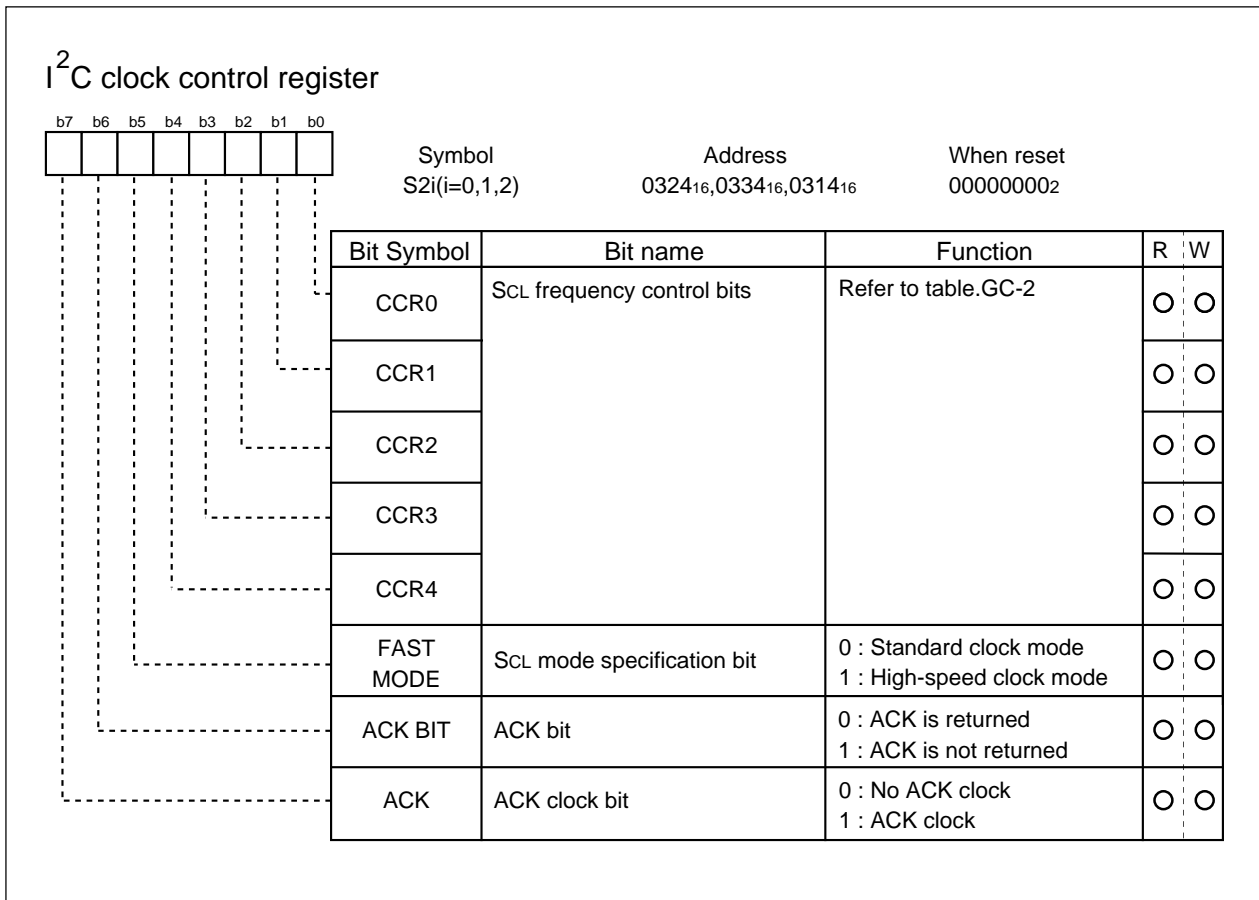 I2C clock control register
b7 b6 b5 b4 b3 b2 b1 b0
Symbol Address When reset
S2i(i=0,1,2) 032416,033416,031416 000000002
Bit Symbol Bit name Function R W
CCR0 SCL frequency control bits Refer to table.GC-2
CCR1
CCR2
CCR3
CCR4
FAST MODE SCL mode specification bit 0 : Standard clock mode
1 : High-speed clock mode
ACK BIT ACK bit 0 : ACK is returned
1 : ACK is not returned
ACK ACK clock bit 0 : No ACK clock
1 : ACK clock